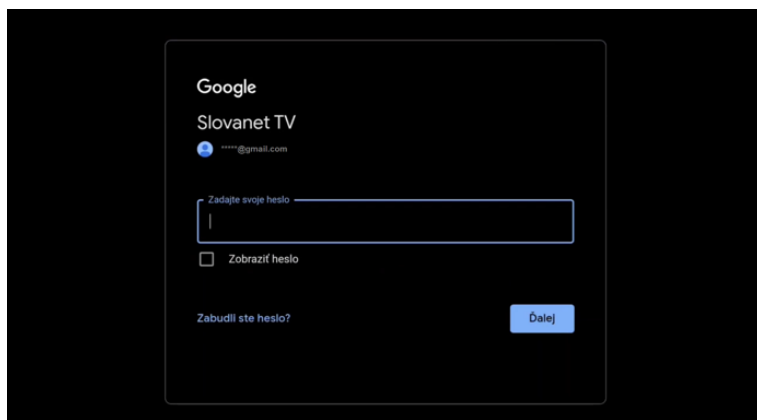 Google
Slovanet TV
*****@gmail.com
Zadajte svoje heslo
Zobraziť heslo
Zabudli ste heslo?
Ďalej